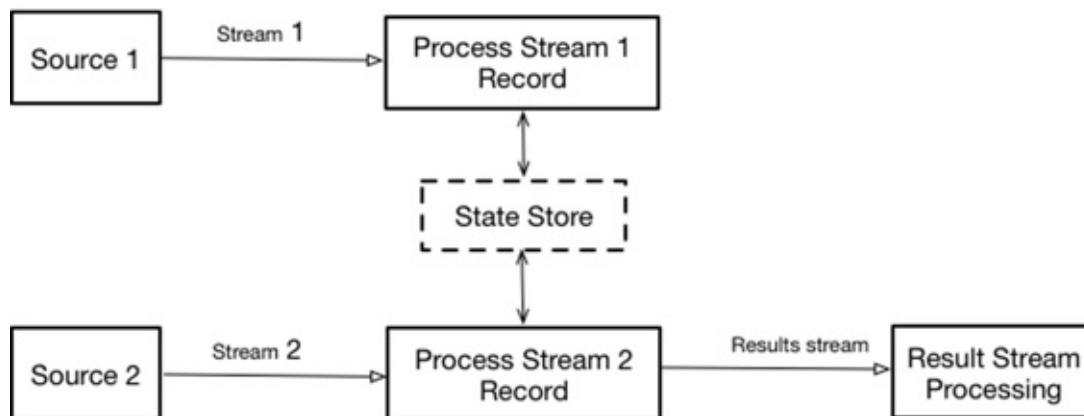 Stream 1
Source 1
Process Stream 1
Record
State Store
Source 2
Stream 2
Process Stream 2
Record
Results stream
Result Stream
Processing